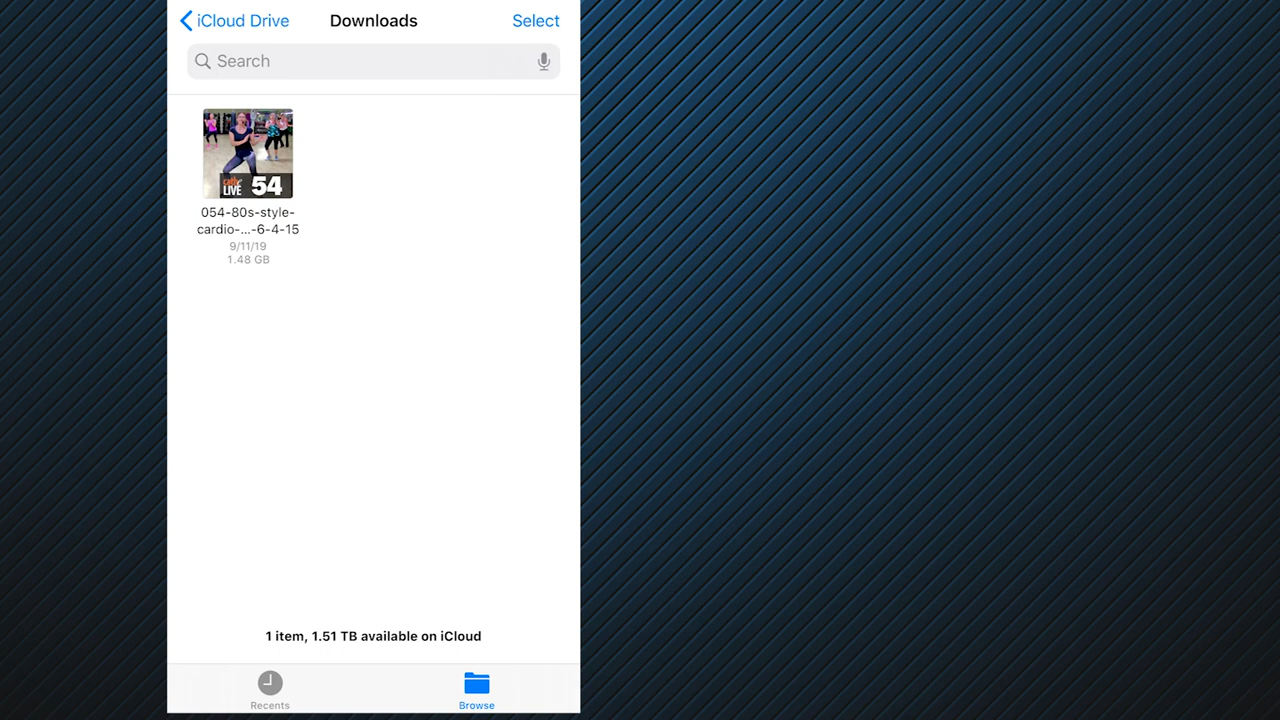 iCloud Drive
Downloads
Select
Search
LIVE
54
054-80s-style-
cardio-...-6-4-15
9/11/19
1.48 GB
1 item, 1.51 TB available on iCloud
Recents
Browse